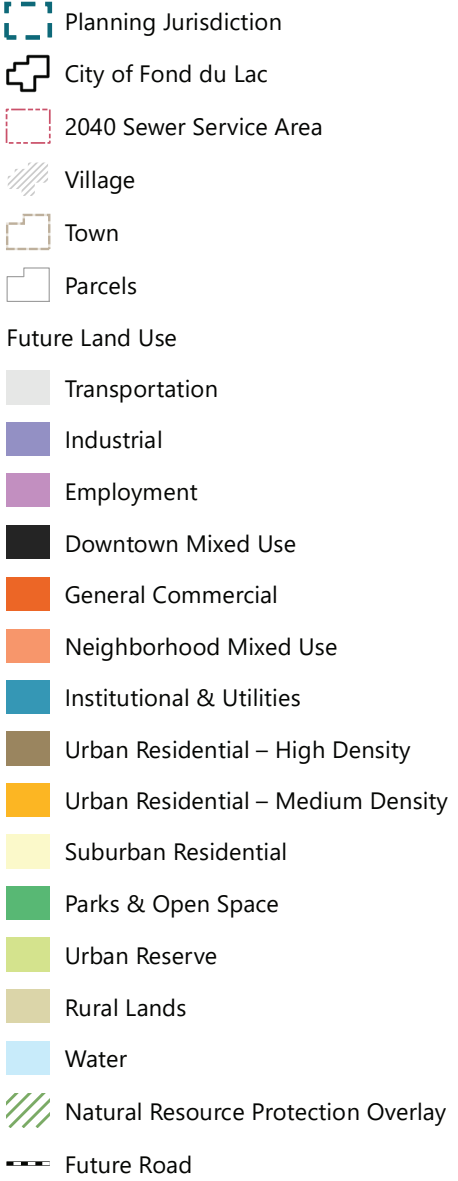 Planning Jurisdiction
City of Fond du Lac
2040 Sewer Service Area
Village
Town
Parcels
Future Land Use
Transportation
Industrial
Employment
Downtown Mixed Use
General Commercial
Neighborhood Mixed Use
Institutional & Utilities
Urban Residential – High Density
Urban Residential – Medium Density
Suburban Residential
Parks & Open Space
Urban Reserve
Rural Lands
Water
Natural Resource Protection Overlay
Future Road